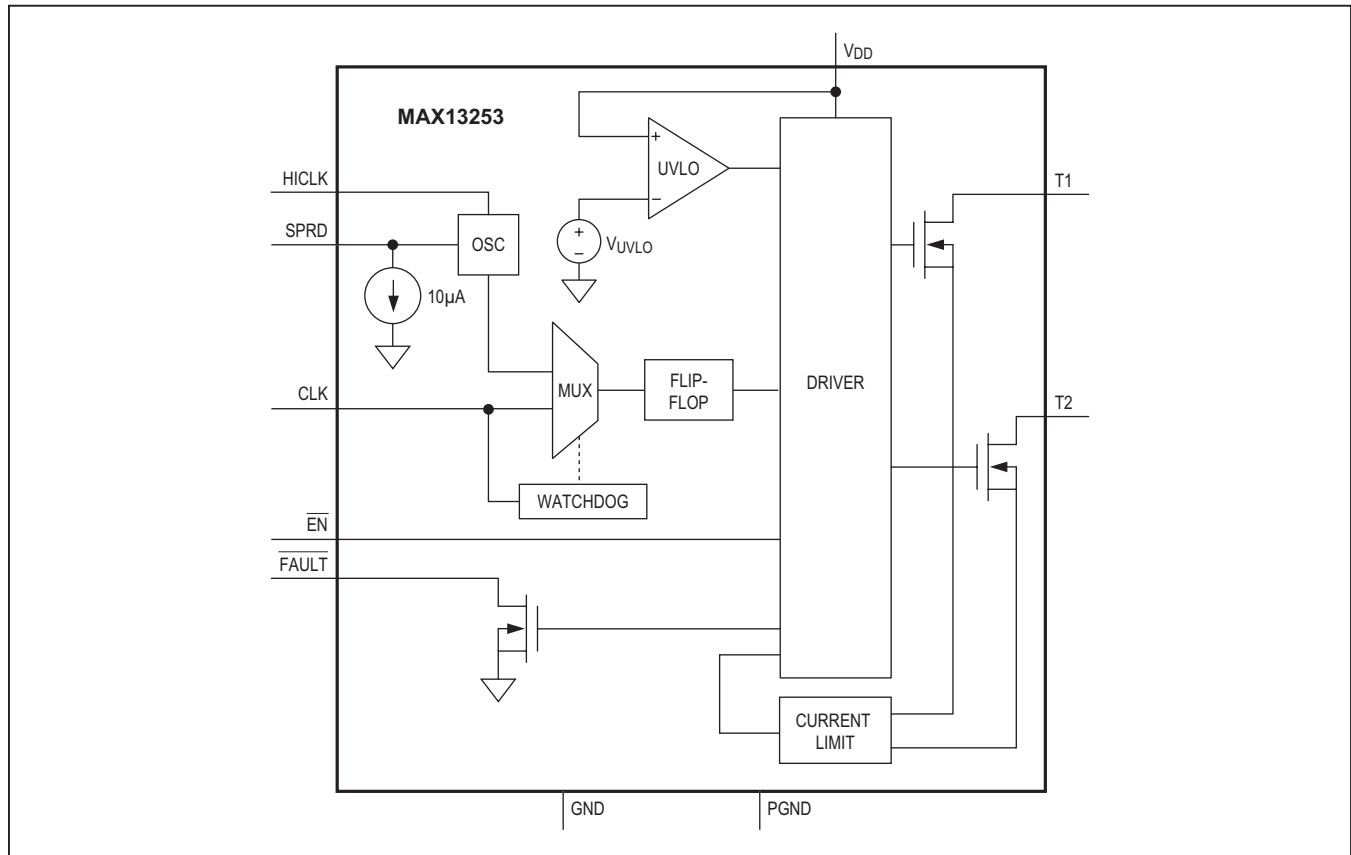 VDD
MAX13253
+
UVLO
−
HICLK
T1
SPRD
OSC
+
−
VUVLO
10µA
CLK
MUX
FLIP-
FLOP
DRIVER
T2
WATCHDOG
EN
FAULT
CURRENT
LIMIT
GND
PGND